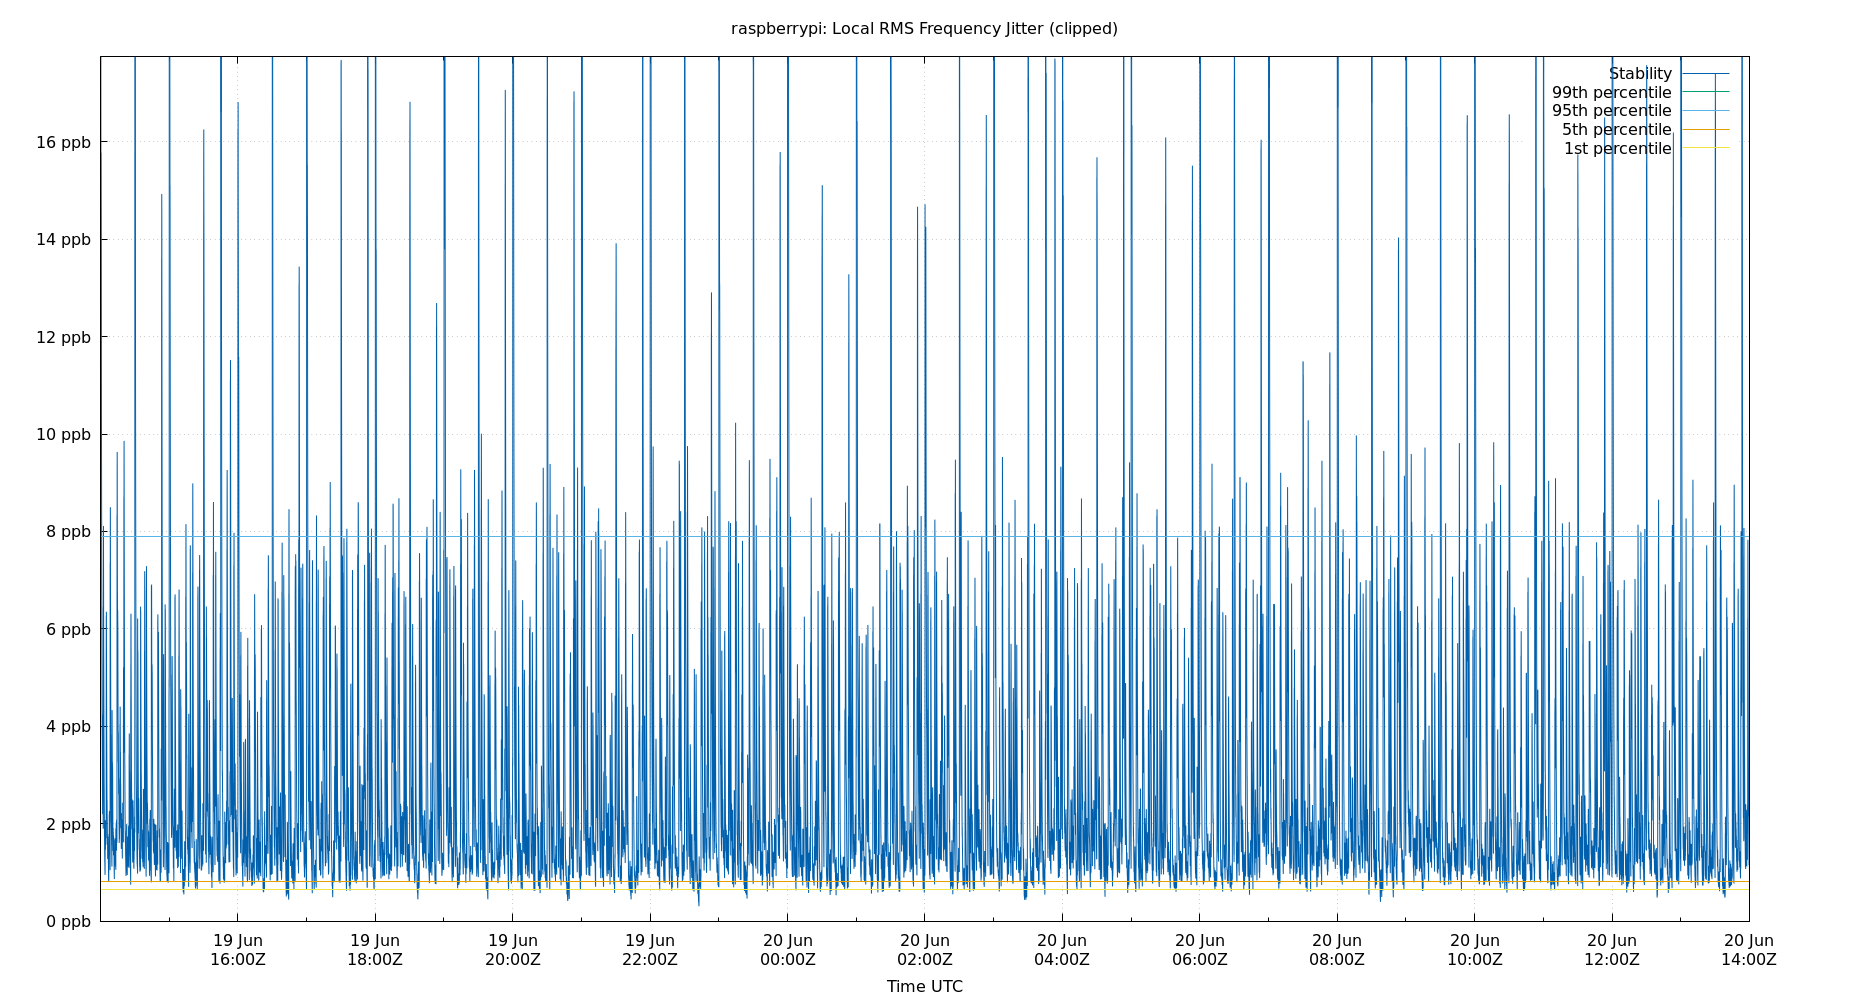 raspberrypi: Local RMS Frequency Jitter (clipped)
Stability
99th percentile
95th percentile
5th percentile
1st percentile
16 ppb
14 ppb
12 ppb
10 ppb
8 ppb
6 ppb
4 ppb
2 ppb
0 ppb
19 Jun 19 Jun 19 Jun 19 Jun 20 Jun 20 Jun 20 Jun 20 Jun 20 Jun 20 Jun 20 Jun 20 Jun
16:00Z 18:00Z 20:00Z 22:00Z 00:00Z 02:00Z 04:00Z 06:00Z 08:00Z 10:00Z 12:00Z 14:00Z
Time UTC